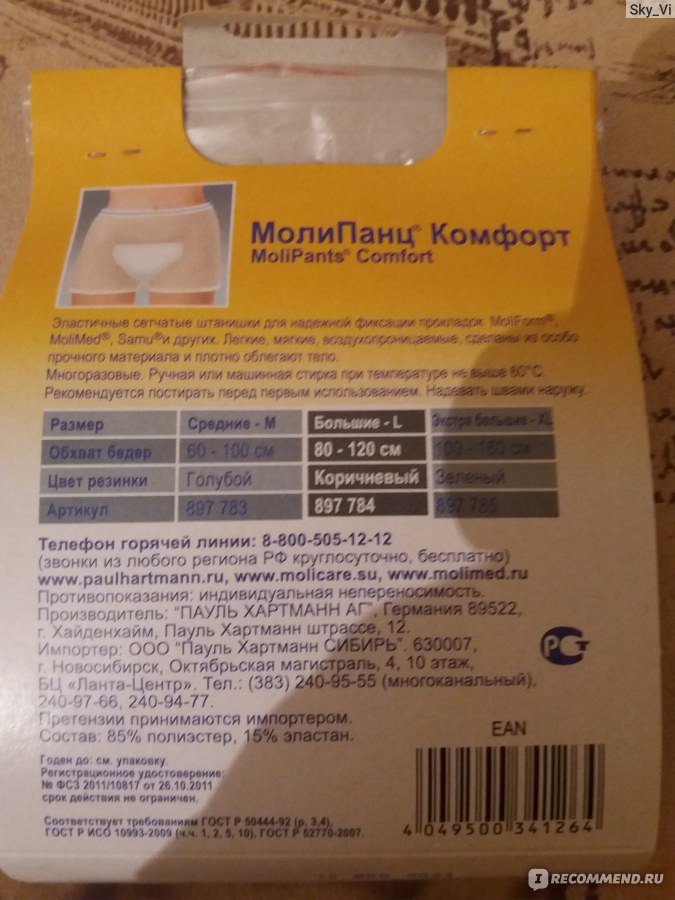 Sky_Vi
МолиПанц® Комфорт
MoliPants® Comfort
Эластичные сетчатые штанишки для надежной фиксации прокладок MoliForm®,
MoliMed®, Samu® и других. Легкие, мягкие, воздухопроницаемые, сделаны из особо
прочного материала и плотно облегают тело.
Многоразовые. Ручная или машинная стирка при температуре не выше 60°С.
Рекомендуется постирать перед первым использованием. Надевать швами наружу.
Размер Средние - M Большие - L Экстра большие - XL
Обхват бедер 60 - 100 см 80 - 120 см 100 - 160 см
Цвет резинки Голубой Коричневый Зеленый
Артикул 897 783 897 784 897 785
Телефон горячей линии: 8-800-505-12-12
(звонки из любого региона РФ круглосуточно, бесплатно)
www.paulhartmann.ru, www.molicare.su, www.molimed.ru
Противопоказания: индивидуальная непереносимость.
Производитель: "ПАУЛЬ ХАРТМАНН АГ", Германия 89522,
г. Хайденхайм, Пауль Хартманн штрассе, 12.
Импортер: ООО "Пауль Хартманн СИБИРЬ". 630007,
г. Новосибирск, Октябрьская магистраль, 4, 10 этаж,
БЦ «Ланта-Центр». Тел.: (383) 240-95-55 (многоканальный),
240-97-66, 240-94-77.
Претензии принимаются импортером.
Состав: 85% полиэстер, 15% эластан.
EAN
Годен до: см. упаковку.
Регистрационное удостоверение:
№ ФСЗ 2011/10817 от 26.10.2011
срок действия не ограничен.
Соответствует требованиям ГОСТ Р 50444-92 (р. 3,4),
ГОСТ Р ИСО 10993-2009 (ч.ч. 1, 2, 5, 10), ГОСТ Р 52770-2007.
4 049500 341264
IRECOMMEND.RU